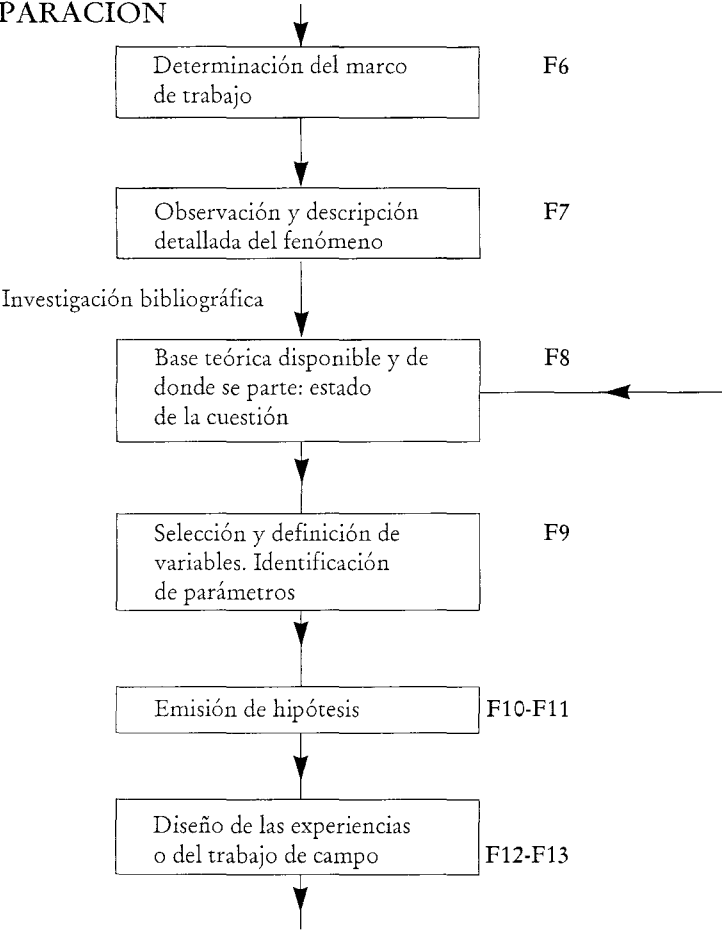 PARACION
Determinación del marco
de trabajo
F6
Observación y descripción
detallada del fenómeno
F7
Investigación bibliográfica
Base teórica disponible y de
donde se parte: estado
de la cuestión
F8
Selección y definición de
variables. Identificación
de parámetros
F9
Emisión de hipótesis
F10-F11
Diseño de las experiencias
o del trabajo de campo
F12-F13